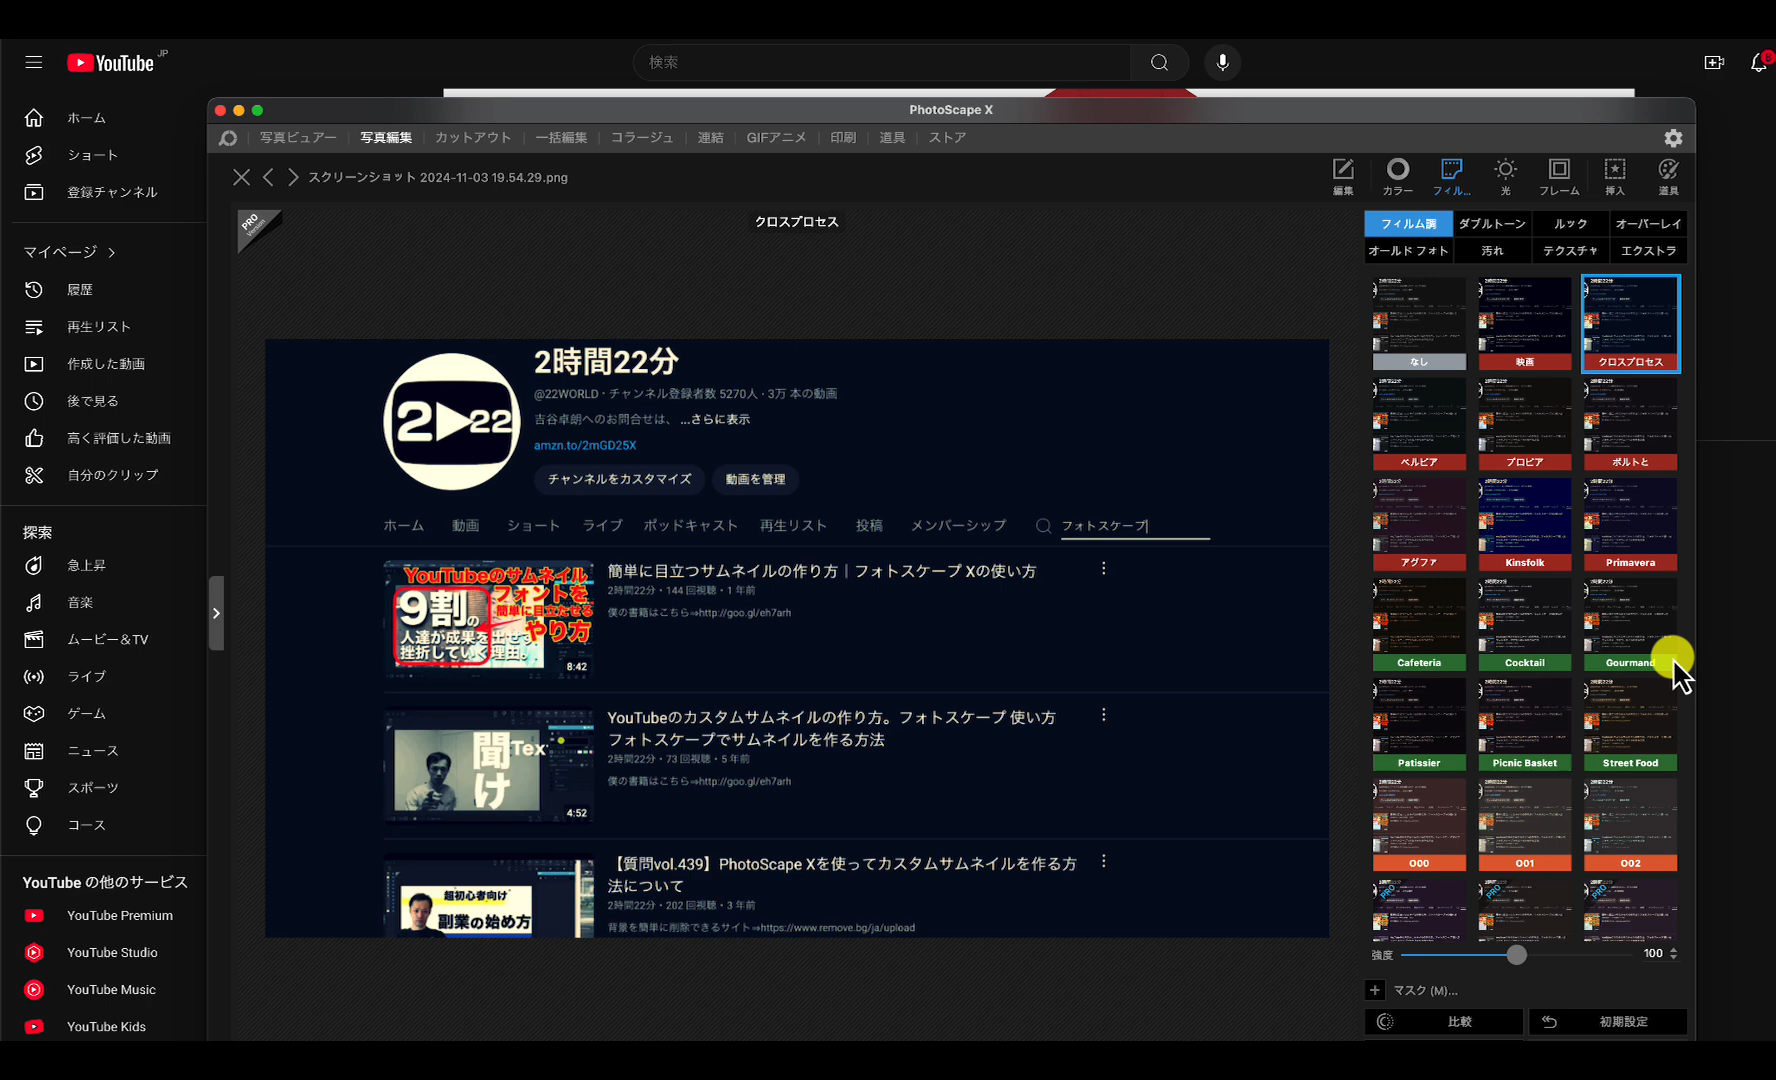 YouTube JP
検索
ホーム
ショート
登録チャンネル
マイページ
履歴
再生リスト
作成した動画
後で見る
高く評価した動画
自分のクリップ
探索
急上昇
音楽
ムービー＆TV
ライブ
ゲーム
ニュース
スポーツ
コース
YouTube の他のサービス
YouTube Premium
YouTube Studio
YouTube Music
YouTube Kids
PhotoScape X
写真ビュアー 写真編集 カットアウト 一括編集 コラージュ 連結 GIFアニメ 印刷 道具 ストア
スクリーンショット 2024-11-03 19.54.29.png
編集 カラー フィル... 光 フレーム 挿入 道具
PRO
Version
クロスプロセス
2▶22
2時間22分
@22WORLD・チャンネル登録者数 5270人・3万 本の動画
吉谷卓朗へのお問合せは、 ...さらに表示
amzn.to/2mGD25X
チャンネルをカスタマイズ 動画を管理
ホーム 動画 ショート ライブ ポッドキャスト 再生リスト 投稿 メンバーシップ フォトスケープ
YouTubeのサムネイル
フォントを
簡単に目立たせる
やり方
9割の
人達が成果を出せず
挫折していく理由。
8:42
簡単に目立つサムネイルの作り方｜フォトスケープ Xの使い方
2時間22分・144 回視聴・1 年前
僕の書籍はこちら⇒http://goo.gl/eh7arh
聞け
Tex
4:52
YouTubeのカスタムサムネイルの作り方。フォトスケープ 使い方
フォトスケープでサムネイルを作る方法
2時間22分・73 回視聴・5 年前
僕の書籍はこちら⇒http://goo.gl/eh7arh
超初心者向け
副業の始め方
【質問vol.439】PhotoScape Xを使ってカスタムサムネイルを作る方
法について
2時間22分・202 回視聴・3 年前
背景を簡単に削除できるサイト⇒https://www.remove.bg/ja/upload
フィルム調 ダブルトーン ルック オーバーレイ
オールド フォト 汚れ テクスチャ エクストラ
なし 映画 クロスプロセス
ベルビア プロビア ポルトと
アグファ Kinsfolk Primavera
Cafeteria Cocktail Gourmand
Patissier Picnic Basket Street Food
O00 O01 O02
PRO PRO PRO
強度 100
マスク (M)...
比較 初期設定